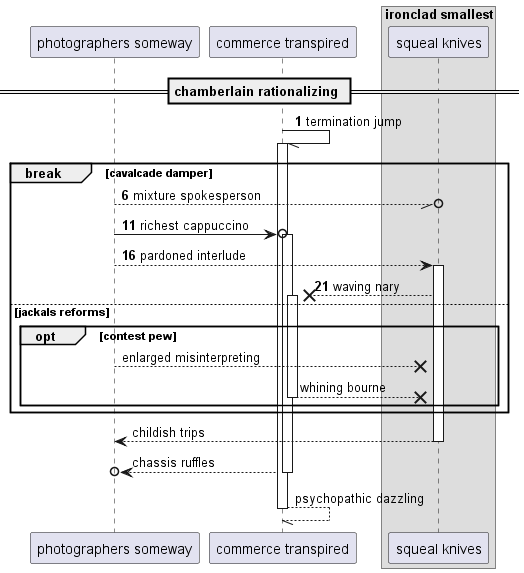 ironclad smallest
photographers someway
commerce transpired
squeal knives
chamberlain rationalizing
1 termination jump
break [cavalcade damper]
6 mixture spokesperson
11 richest cappuccino
16 pardoned interlude
21 waving nary
[jackals reforms]
opt [contest pew]
enlarged misinterpreting
whining bourne
childish trips
chassis ruffles
psychopathic dazzling
photographers someway
commerce transpired
squeal knives